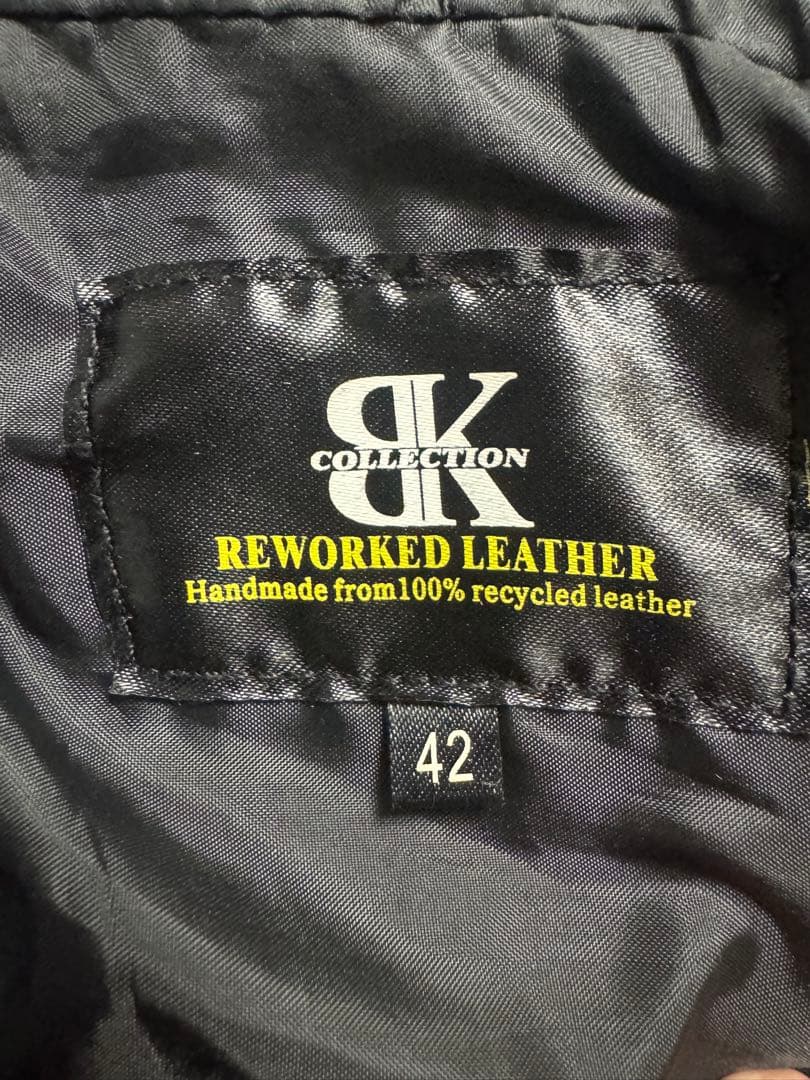 BK
COLLECTION
REWORKED LEATHER
Handmade from100% recycled leather
42